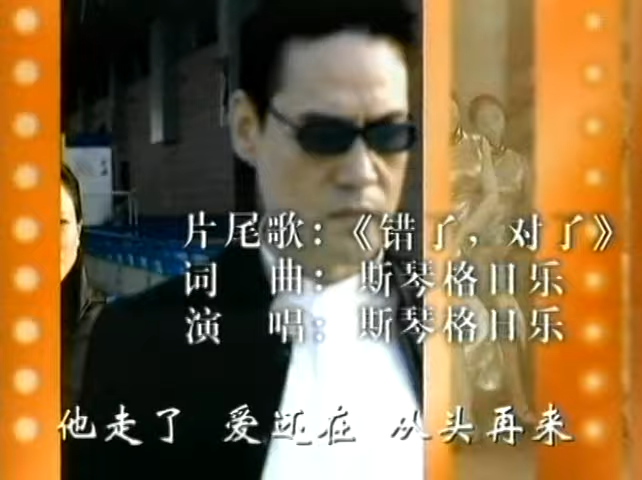 片尾歌：《错了，对了》
词 曲：斯琴格日乐
演 唱：斯琴格日乐
他走了 爱还在 从头再来